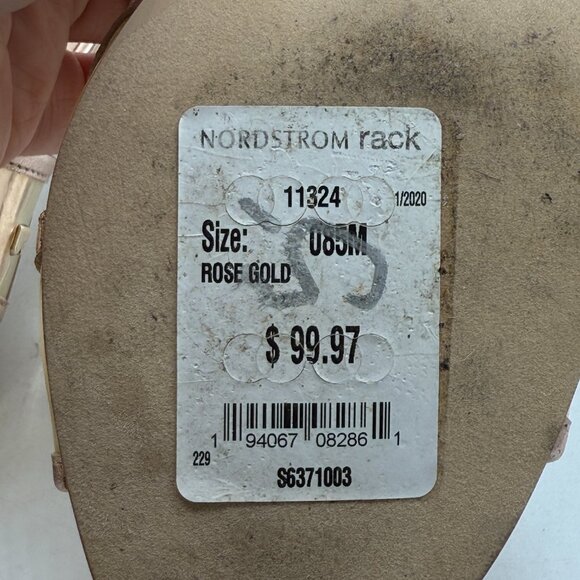 NORDSTROM rack
11324 1/2020
Size: 085M
ROSE GOLD
$ 99.97
1 94067 08286 1
229
S6371003